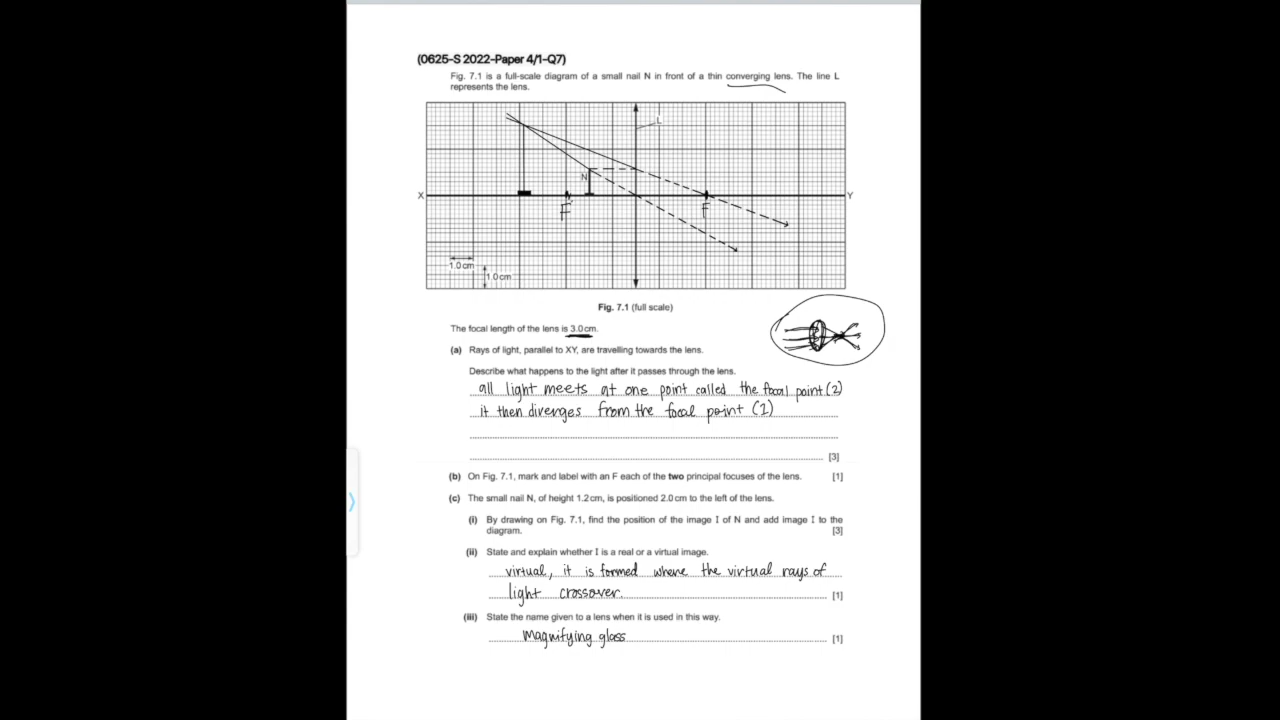 (0625-S 2022-Paper 4/1-Q7)
Fig. 7.1 is a full-scale diagram of a small nail N in front of a thin converging lens. The line L
represents the lens.
L
N
X
Y
F
F
1.0 cm
1.0 cm
Fig. 7.1 (full scale)
The focal length of the lens is 3.0 cm.
(a) Rays of light, parallel to XY, are travelling towards the lens.
Describe what happens to the light after it passes through the lens.
all light meets at one point called the focal point (2)
it then diverges from the focal point (1)
[3]
(b) On Fig. 7.1, mark and label with an F each of the two principal focuses of the lens. [1]
(c) The small nail N, of height 1.2 cm, is positioned 2.0 cm to the left of the lens.
(i) By drawing on Fig. 7.1, find the position of the image I of N and add image I to the
diagram. [3]
(ii) State and explain whether I is a real or a virtual image.
virtual, it is formed where the virtual rays of
light crossover. [1]
(iii) State the name given to a lens when it is used in this way.
Magnifying glass [1]